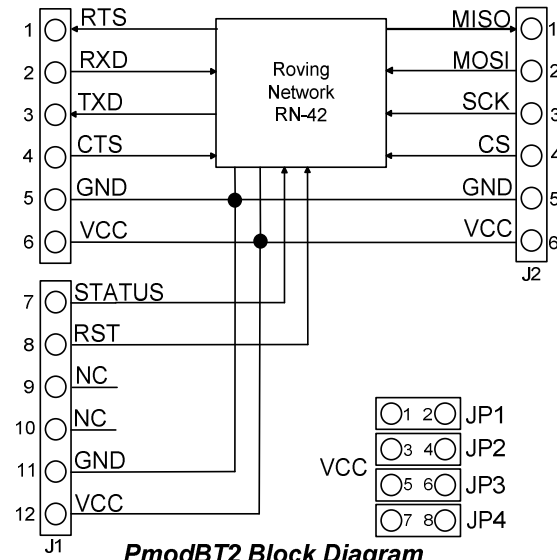 1 RTS MISO 1
2 RXD MOSI 2
Roving
Network
RN-42
3 TXD SCK 3
4 CTS CS 4
5 GND GND 5
6 VCC VCC 6
J2
7 STATUS
8 RST
9 NC
10 NC
11 GND
12 VCC
J1
1 2 JP1
3 4 JP2
VCC
5 6 JP3
7 8 JP4
PmodBT2 Block Diagram